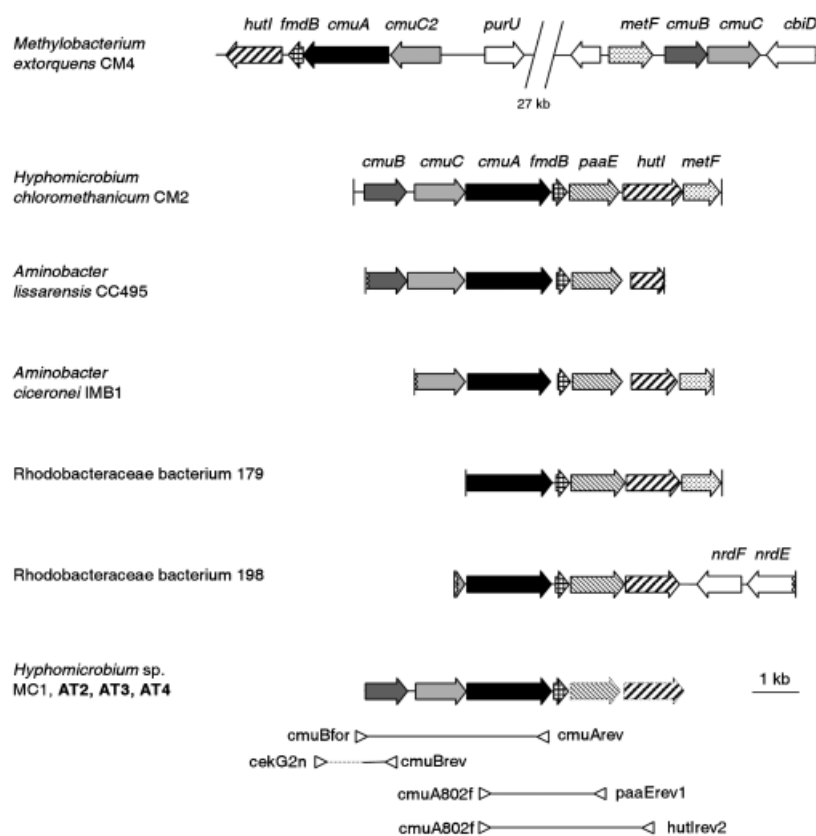 hutI fmdB cmuA cmuC2 purU metF cmuB cmuC cbiD
Methylobacterium
extorquens CM4
27 kb
cmuB cmuC cmuA fmdB paaE hutI metF
Hyphomicrobium
chloromethanicum CM2
Aminobacter
lissarensis CC495
Aminobacter
ciceronei IMB1
Rhodobacteraceae bacterium 179
nrdF nrdE
Rhodobacteraceae bacterium 198
Hyphomicrobium sp.
MC1, AT2, AT3, AT4
1 kb
cmuBfor cmuArev
cekG2n cmuBrev
cmuA802f paaErev1
cmuA802f hutIrev2